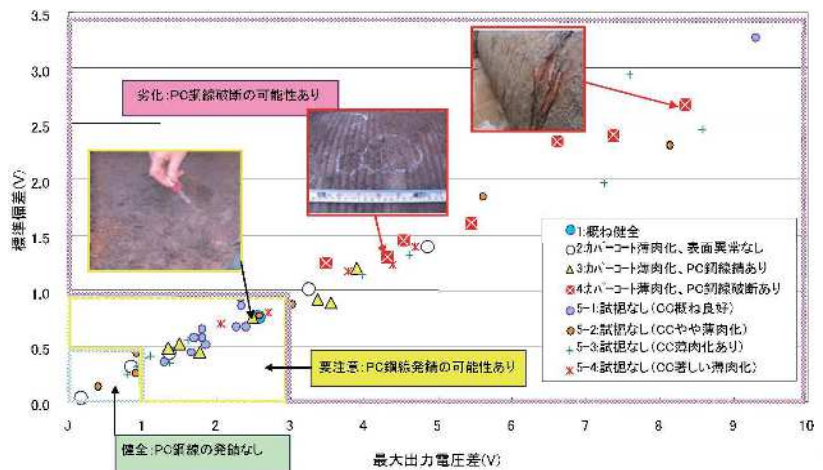 3.5
3.0
2.5
2.0
1.5
1.0
0.5
0.0
標準偏差(V)
劣化:PC鋼線破断の可能性あり
1:概ね健全
2:カバーコート薄肉化、表面異常なし
3:カバーコート薄肉化、PC鋼線錆あり
4:カバーコート薄肉化、PC鋼線破断あり
5-1:試掘なし(CC概ね良好)
5-2:試掘なし(CCやや薄肉化)
5-3:試掘なし(CC薄肉化あり)
5-4:試掘なし(CC著しい薄肉化)
要注意:PC鋼線発錆の可能性あり
0 1 2 3 4 5 6 7 8 9 10
健全:PC鋼線の発錆なし
最大出力電圧差(V)